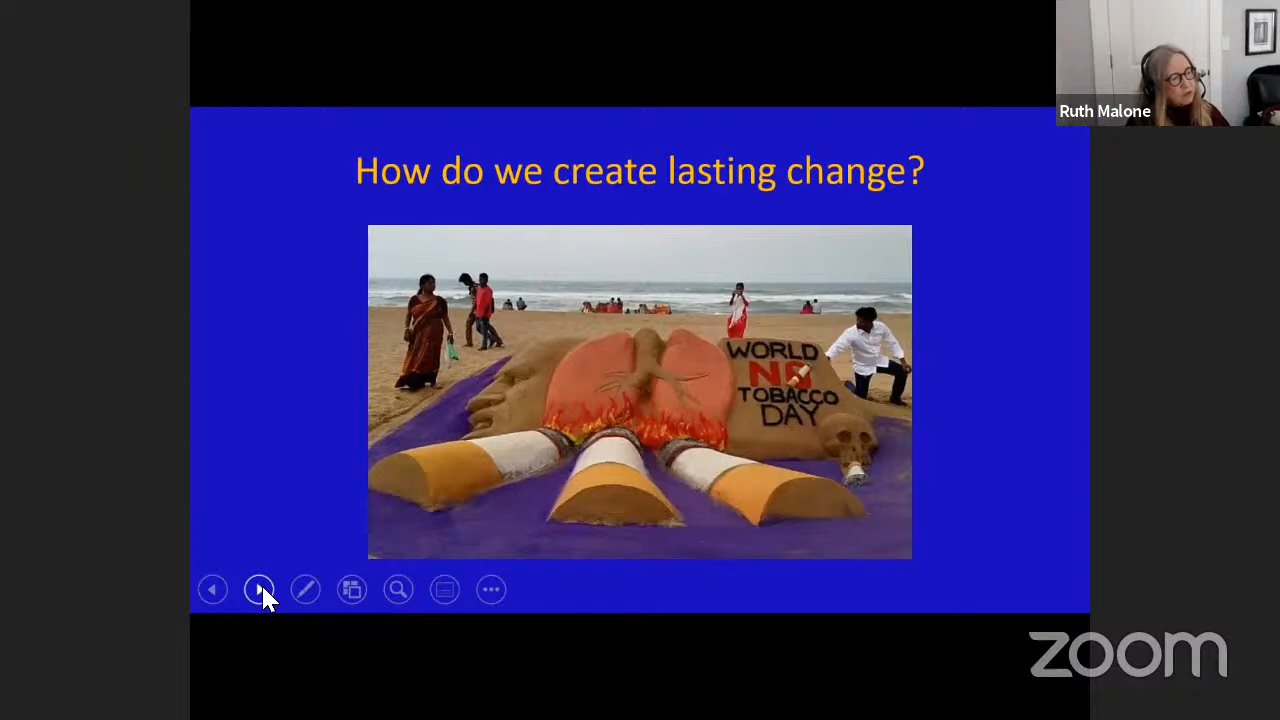 Ruth Malone
How do we create lasting change?
WORLD
NO
TOBACCO
DAY
zoom